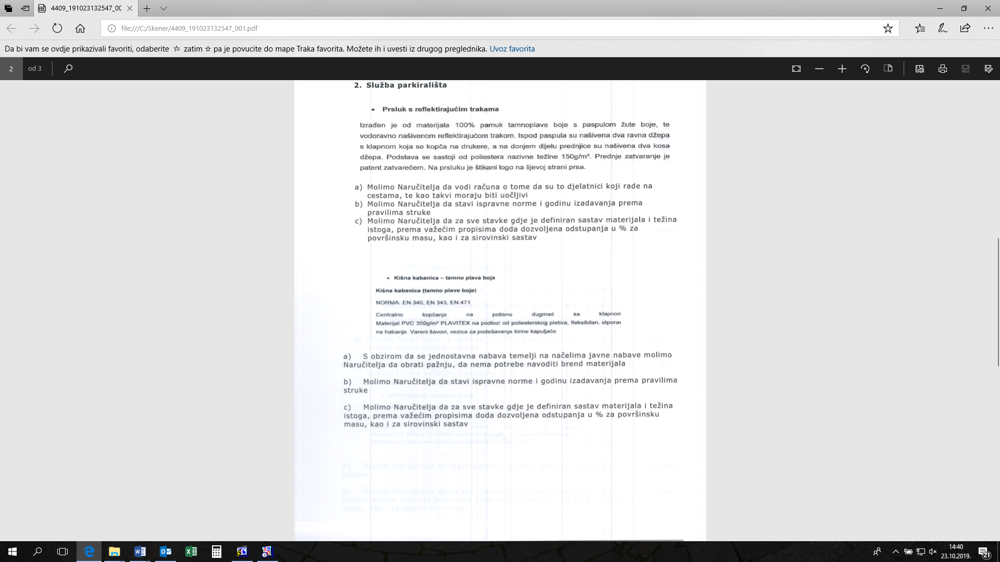 4409_191023132547_0
file:///C:/Skener/4409_191023132547_001.pdf
Da bi vam se ovdje prikazivali favoriti, odaberite zatim pa je povucite do mape Traka favorita. Možete ih i uvesti iz drugog preglednika. Uvoz favorita
2 od 3
2. Služba parkirališta
• Prsluk s reflektirajućim trakama
Izrađen je od materijala 100% pamuk tamnoplave boje s paspulom žute boje, te
vodoravno našivenom reflektirajućom trakom. Ispod paspula su našivena dva ravna džepa
s klapnom koja se kopča na drukere, a na donjem dijelu prednjice su našivena dva kosa
džepa. Podstava se sastoji od poliestera nazivne težine 150g/m². Prednje zatvaranje je
patent zatvarečem. Na prsluku je štikani logo na lijevoj strani prsa.
a) Molimo Naručitelja da vodi računa o tome da su to djelatnici koji rade na
cestama, te kao takvi moraju biti uočljivi
b) Molimo Naručitelja da stavi ispravne norme i godinu izadavanja prema
pravilima struke
c) Molimo Naručitelja da za sve stavke gdje je definiran sastav materijala i težina
istoga, prema važećim propisima doda dozvoljena odstupanja u % za
površinsku masu, kao i za sirovinski sastav
• Kišna kabanica – tamno plava boja
Kišna kabanica (tamno plave boje)
NORMA: EN 340, EN 343, EN 471
Centralno kopčanje na potisnu dugmad sa klapnom
Materijal PVC 350g/m² PLAVITEX na podlozi od poliesterskog pletiva, fleksibilan, otporan
na habanje. Vareni šavovi, vezica za podešavanje širine kapuljače
a) S obzirom da se jednostavna nabava temelji na načelima javne nabave molimo
Naručitelja da obrati pažnju, da nema potrebe navoditi brend materijala
b) Molimo Naručitelja da stavi ispravne norme i godinu izadavanja prema pravilima
struke
c) Molimo Naručitelja da za sve stavke gdje je definiran sastav materijala i težina
istoga, prema važećim propisima doda dozvoljena odstupanja u % za površinsku
masu, kao i za sirovinski sastav
14:40
23.10.2019.
21